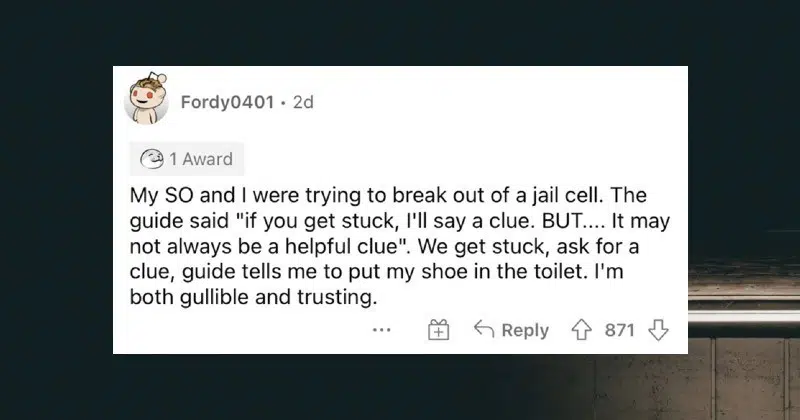 Fordy0401 • 2d
1 Award
My SO and I were trying to break out of a jail cell. The
guide said "if you get stuck, I'll say a clue. BUT.... It may
not always be a helpful clue". We get stuck, ask for a
clue, guide tells me to put my shoe in the toilet. I'm
both gullible and trusting.
... Reply 871